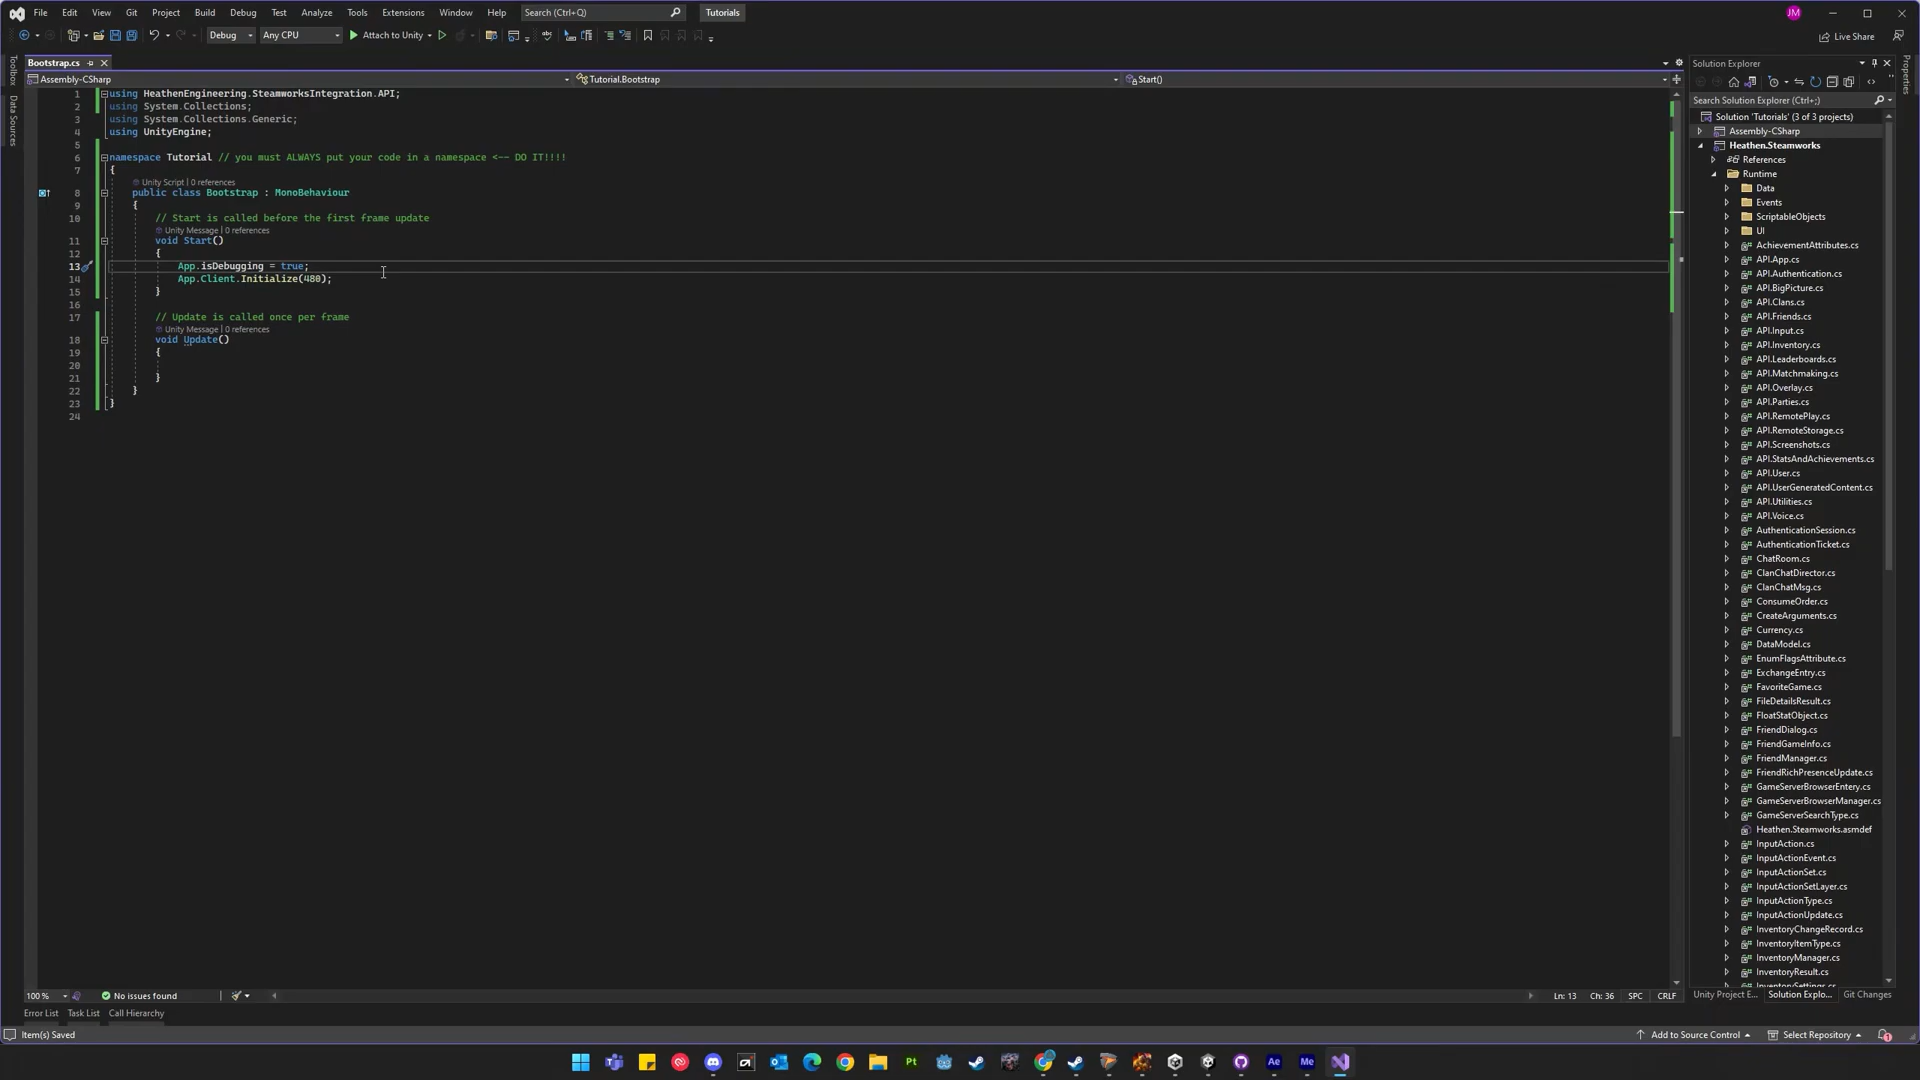 File Edit View Git Project Build Debug Test Analyze Tools Extensions Window Help Search (Ctrl+Q) Tutorials JM
Debug Any CPU Attach to Unity Live Share
Toolbox
Data Sources
Bootstrap.cs
Assembly-CSharp Tutorial.Bootstrap Start()
1 using HeathenEngineering.SteamworksIntegration.API;
2 using System.Collections;
3 using System.Collections.Generic;
4 using UnityEngine;
5
6 namespace Tutorial // you must ALWAYS put your code in a namespace <-- DO IT!!!!
7 {
Unity Script | 0 references
8 public class Bootstrap : MonoBehaviour
9 {
10 // Start is called before the first frame update
Unity Message | 0 references
11 void Start()
12 {
13 App.isDebugging = true;
14 App.Client.Initialize(480);
15 }
16
17 // Update is called once per frame
Unity Message | 0 references
18 void Update()
19 {
20
21 }
22 }
23 }
24
100 % No issues found Ln: 13 Ch: 36 SPC CRLF
Error List Task List Call Hierarchy
Item(s) Saved Add to Source Control Select Repository
Solution Explorer
Search Solution Explorer (Ctrl+;)
Solution 'Tutorials' (3 of 3 projects)
Assembly-CSharp
Heathen.Steamworks
References
Runtime
Data
Events
ScriptableObjects
UI
AchievementAttributes.cs
API.App.cs
API.Authentication.cs
API.BigPicture.cs
API.Clans.cs
API.Friends.cs
API.Input.cs
API.Inventory.cs
API.Leaderboards.cs
API.Matchmaking.cs
API.Overlay.cs
API.Parties.cs
API.RemotePlay.cs
API.RemoteStorage.cs
API.Screenshots.cs
API.StatsAndAchievements.cs
API.User.cs
API.UserGeneratedContent.cs
API.Utilities.cs
API.Voice.cs
AuthenticationSession.cs
AuthenticationTicket.cs
ChatRoom.cs
ClanChatDirector.cs
ClanChatMsg.cs
ConsumeOrder.cs
CreateArguments.cs
Currency.cs
DataModel.cs
EnumFlagsAttribute.cs
ExchangeEntry.cs
FavoriteGame.cs
FileDetailsResult.cs
FloatStatObject.cs
FriendDialog.cs
FriendGameInfo.cs
FriendManager.cs
FriendRichPresenceUpdate.cs
GameServerBrowserEntery.cs
GameServerBrowserManager.cs
GameServerSearchType.cs
Heathen.Steamworks.asmdef
InputAction.cs
InputActionEvent.cs
InputActionSet.cs
InputActionSetLayer.cs
InputActionType.cs
InputActionUpdate.cs
InventoryChangeRecord.cs
InventoryItemType.cs
InventoryManager.cs
InventoryResult.cs
InventorySettings.cs
Unity Project E... Solution Explo... Git Changes
Properties
Pt Ae Me